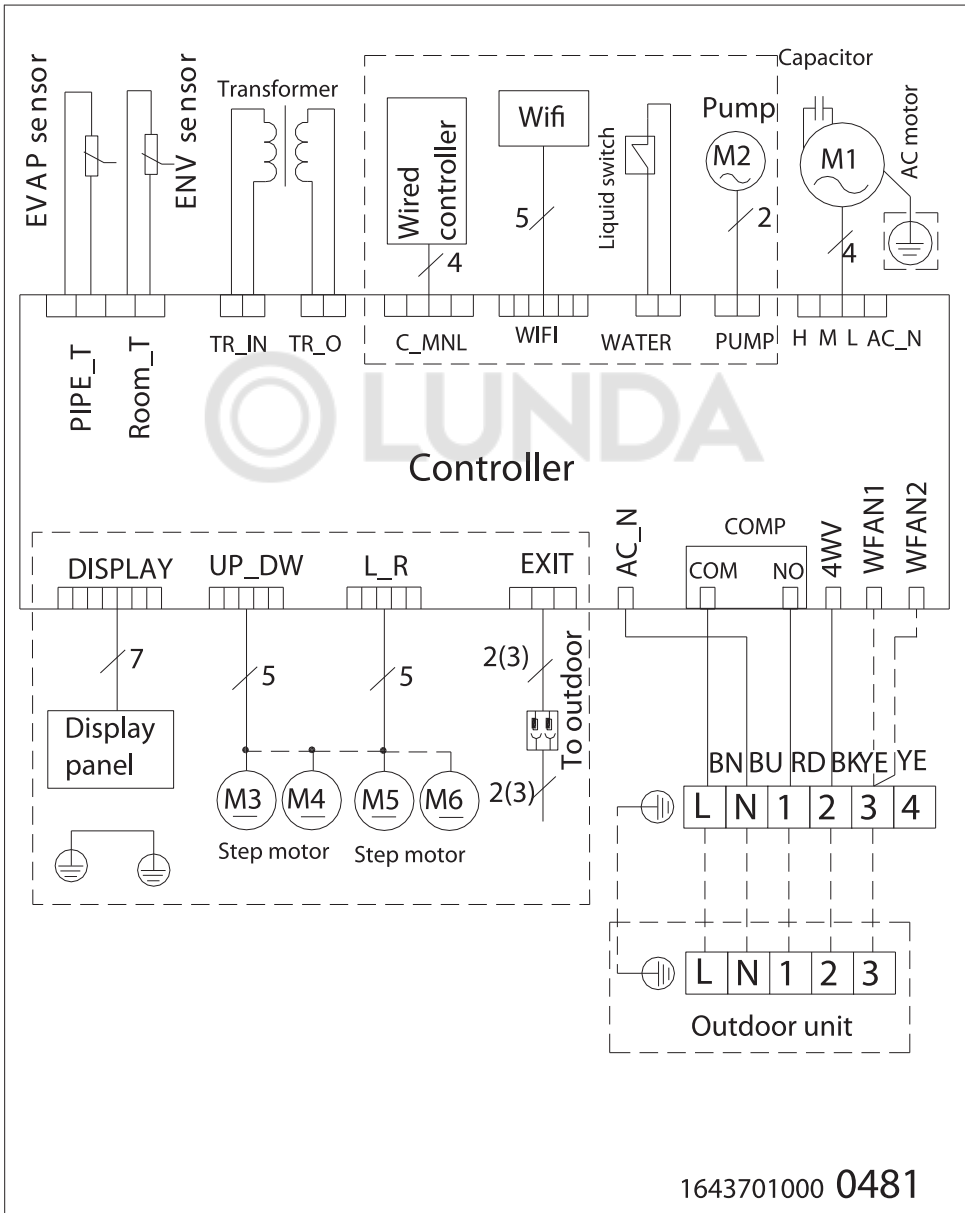 EVAP sensor
ENV sensor
Transformer
Wired
controller
4
Wifi
5
Liquid switch
Pump
M2
2
Capacitor
M1
AC motor
4
PIPE_T
Room_T
TR_IN
TR_O
C_MNL
WIFI
WATER
PUMP
H M L AC_N
LUNDA
Controller
DISPLAY
UP_DW
L_R
EXIT
AC_N
COMP
COM
NO
4WV
WFAN1
WFAN2
7
5
5
2(3)
To outdoor
2(3)
Display
panel
M3
M4
M5
M6
Step motor
Step motor
BN BU RD BK YE YE
L N 1 2 3 4
L N 1 2 3
Outdoor unit
1643701000 0481